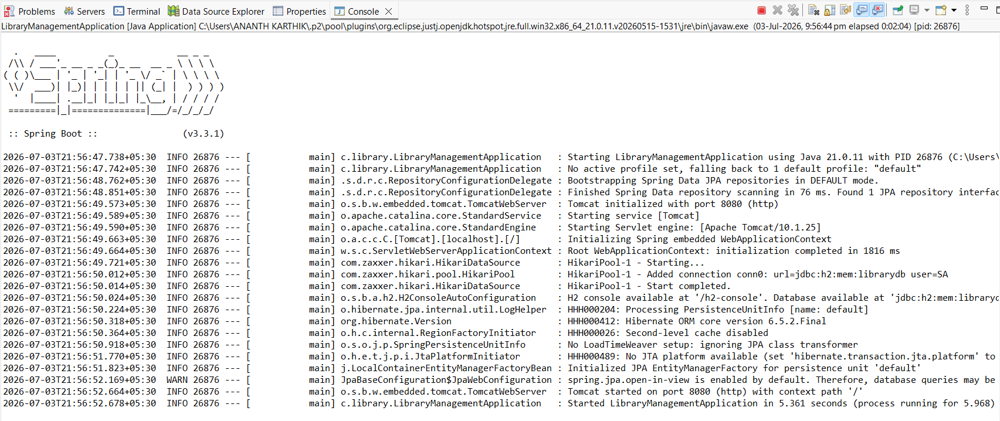 Problems Servers Terminal Data Source Explorer Properties Console
LibraryManagementApplication [Java Application] C:\Users\ANANTH KARTHIK\.p2\pool\plugins\org.eclipse.justj.openjdk.hotspot.jre.full.win32.x86_64_21.0.11.v20260515-1531\jre\bin\javaw.exe (03-Jul-2026, 9:56:44 pm elapsed 0:02:04) [pid: 26876]
  .   ____          _            __ _ _
 /\\ / ___'_ __ _ _(_)_ __  __ _ \ \ \ \
( ( )\___ | '_ | '_| | '_ \/ _` | \ \ \ \
 \\/  ___)| |_)| | | | | || (_| |  ) ) ) )
  '  |____| .__|_| |_|_| |_\__, | / / / /
 =========|_|==============|___/=/_/_/_/
 :: Spring Boot ::                (v3.3.1)
2026-07-03T21:56:47.738+05:30  INFO 26876 --- [           main] c.library.LibraryManagementApplication   : Starting LibraryManagementApplication using Java 21.0.11 with PID 26876 (C:\Users\
2026-07-03T21:56:47.742+05:30  INFO 26876 --- [           main] c.library.LibraryManagementApplication   : No active profile set, falling back to 1 default profile: "default"
2026-07-03T21:56:48.762+05:30  INFO 26876 --- [           main] .s.d.r.c.RepositoryConfigurationDelegate : Bootstrapping Spring Data JPA repositories in DEFAULT mode.
2026-07-03T21:56:48.851+05:30  INFO 26876 --- [           main] .s.d.r.c.RepositoryConfigurationDelegate : Finished Spring Data repository scanning in 76 ms. Found 1 JPA repository interfac
2026-07-03T21:56:49.573+05:30  INFO 26876 --- [           main] o.s.b.w.embedded.tomcat.TomcatWebServer  : Tomcat initialized with port 8080 (http)
2026-07-03T21:56:49.589+05:30  INFO 26876 --- [           main] o.apache.catalina.core.StandardService   : Starting service [Tomcat]
2026-07-03T21:56:49.590+05:30  INFO 26876 --- [           main] o.apache.catalina.core.StandardEngine    : Starting Servlet engine: [Apache Tomcat/10.1.25]
2026-07-03T21:56:49.663+05:30  INFO 26876 --- [           main] o.a.c.c.C.[Tomcat].[localhost].[/]       : Initializing Spring embedded WebApplicationContext
2026-07-03T21:56:49.664+05:30  INFO 26876 --- [           main] w.s.c.ServletWebServerApplicationContext : Root WebApplicationContext: initialization completed in 1816 ms
2026-07-03T21:56:49.721+05:30  INFO 26876 --- [           main] com.zaxxer.hikari.HikariDataSource       : HikariPool-1 - Starting...
2026-07-03T21:56:50.012+05:30  INFO 26876 --- [           main] com.zaxxer.hikari.pool.HikariPool        : HikariPool-1 - Added connection conn0: url=jdbc:h2:mem:librarydb user=SA
2026-07-03T21:56:50.014+05:30  INFO 26876 --- [           main] com.zaxxer.hikari.HikariDataSource       : HikariPool-1 - Start completed.
2026-07-03T21:56:50.024+05:30  INFO 26876 --- [           main] o.s.b.a.h2.H2ConsoleAutoConfiguration    : H2 console available at '/h2-console'. Database available at 'jdbc:h2:mem:libraryd
2026-07-03T21:56:50.224+05:30  INFO 26876 --- [           main] o.hibernate.jpa.internal.util.LogHelper  : HHH000204: Processing PersistenceUnitInfo [name: default]
2026-07-03T21:56:50.318+05:30  INFO 26876 --- [           main] org.hibernate.Version                    : HHH000412: Hibernate ORM core version 6.5.2.Final
2026-07-03T21:56:50.364+05:30  INFO 26876 --- [           main] o.h.c.internal.RegionFactoryInitiator    : HHH000026: Second-level cache disabled
2026-07-03T21:56:50.918+05:30  INFO 26876 --- [           main] o.s.o.j.p.SpringPersistenceUnitInfo      : No LoadTimeWeaver setup: ignoring JPA class transformer
2026-07-03T21:56:51.770+05:30  INFO 26876 --- [           main] o.h.e.t.j.p.i.JtaPlatformInitiator       : HHH000489: No JTA platform available (set 'hibernate.transaction.jta.platform' to
2026-07-03T21:56:51.823+05:30  INFO 26876 --- [           main] j.LocalContainerEntityManagerFactoryBean : Initialized JPA EntityManagerFactory for persistence unit 'default'
2026-07-03T21:56:52.169+05:30  WARN 26876 --- [           main] JpaBaseConfiguration$JpaWebConfiguration : spring.jpa.open-in-view is enabled by default. Therefore, database queries may be
2026-07-03T21:56:52.664+05:30  INFO 26876 --- [           main] o.s.b.w.embedded.tomcat.TomcatWebServer  : Tomcat started on port 8080 (http) with context path '/'
2026-07-03T21:56:52.678+05:30  INFO 26876 --- [           main] c.library.LibraryManagementApplication   : Started LibraryManagementApplication in 5.361 seconds (process running for 5.968)